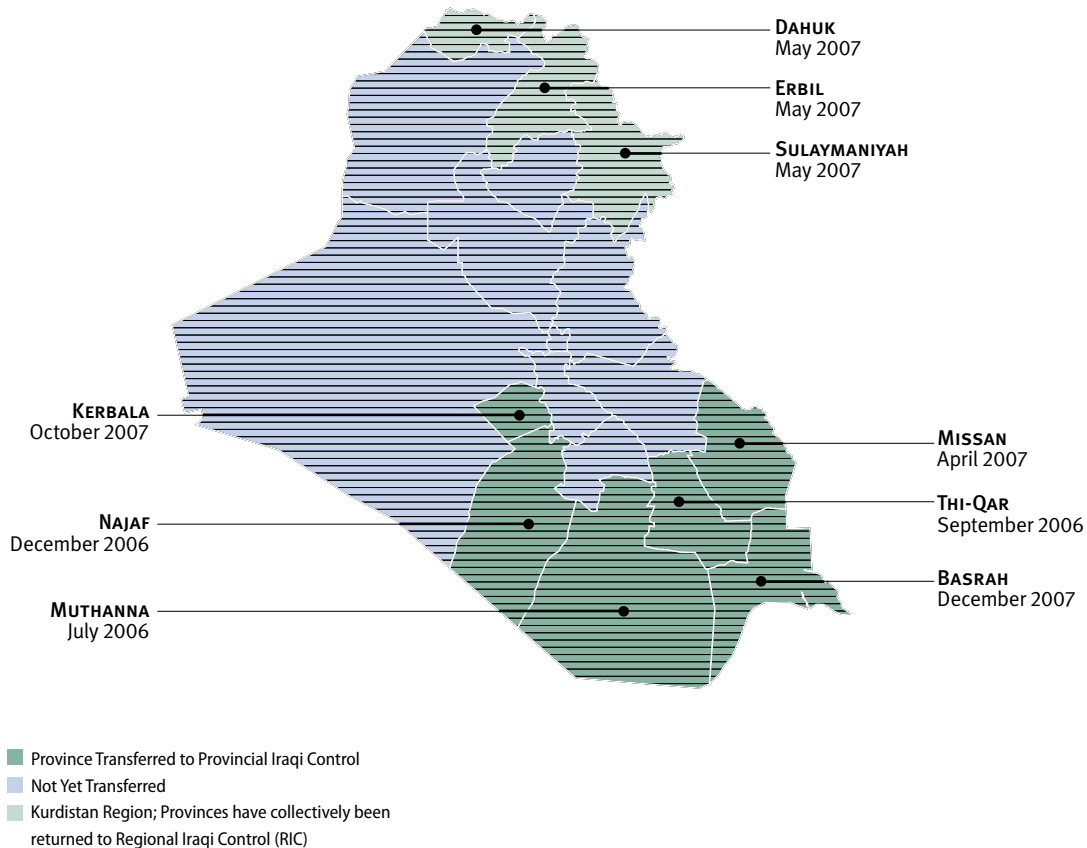 DAHUK
May 2007
ERBIL
May 2007
SULAYMANIYAH
May 2007
KERBALA
October 2007
NAJAF
December 2006
MUTHANNA
July 2006
MISSAN
April 2007
THI-QAR
September 2006
BASRAH
December 2007
Province Transferred to Provincial Iraqi Control
Not Yet Transferred
Kurdistan Region; Provinces have collectively been
returned to Regional Iraqi Control (RIC)